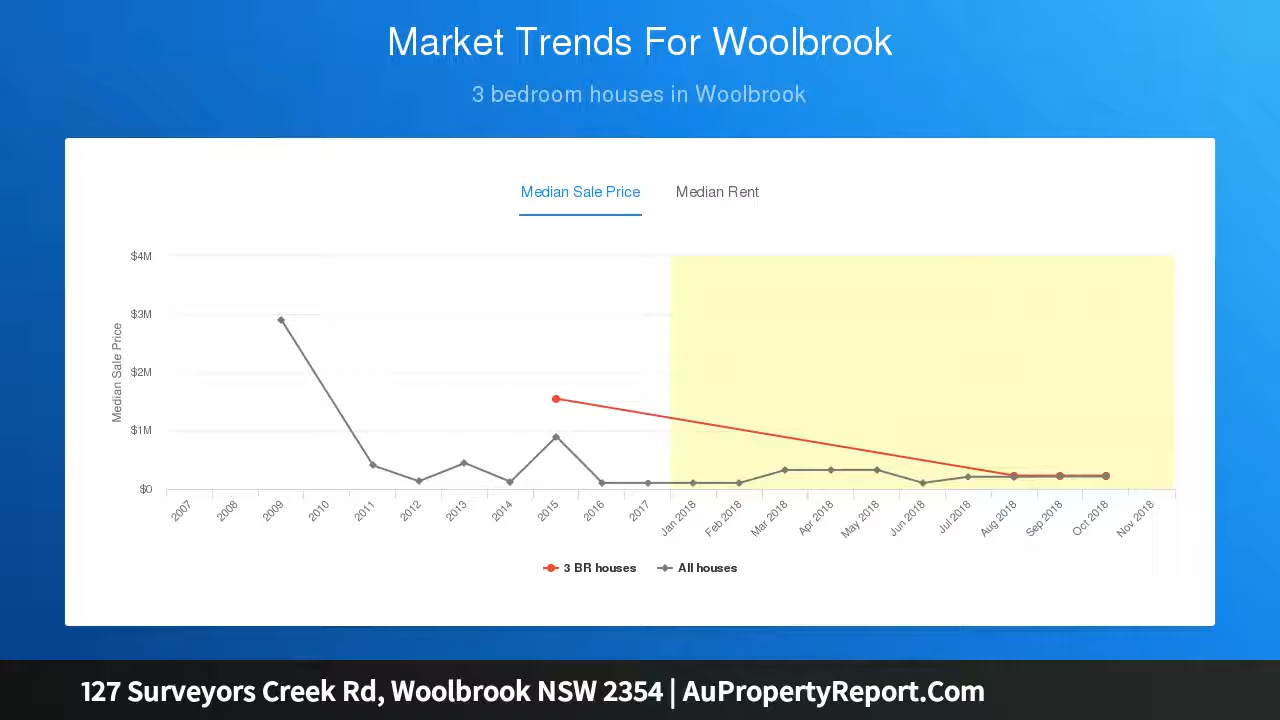 Market Trends For Woolbrook
3 bedroom houses in Woolbrook
Median Sale Price Median Rent
Median Sale Price
$4M
$3M
$2M
$1M
$0
2007 2008 2009 2010 2011 2012 2013 2014 2015 2016 2017 Jan 2018 Feb 2018 Mar 2018 Apr 2018 May 2018 Jun 2018 Jul 2018 Aug 2018 Sep 2018 Oct 2018 Nov 2018
3 BR houses All houses
127 Surveyors Creek Rd, Woolbrook NSW 2354 | AuPropertyReport.Com